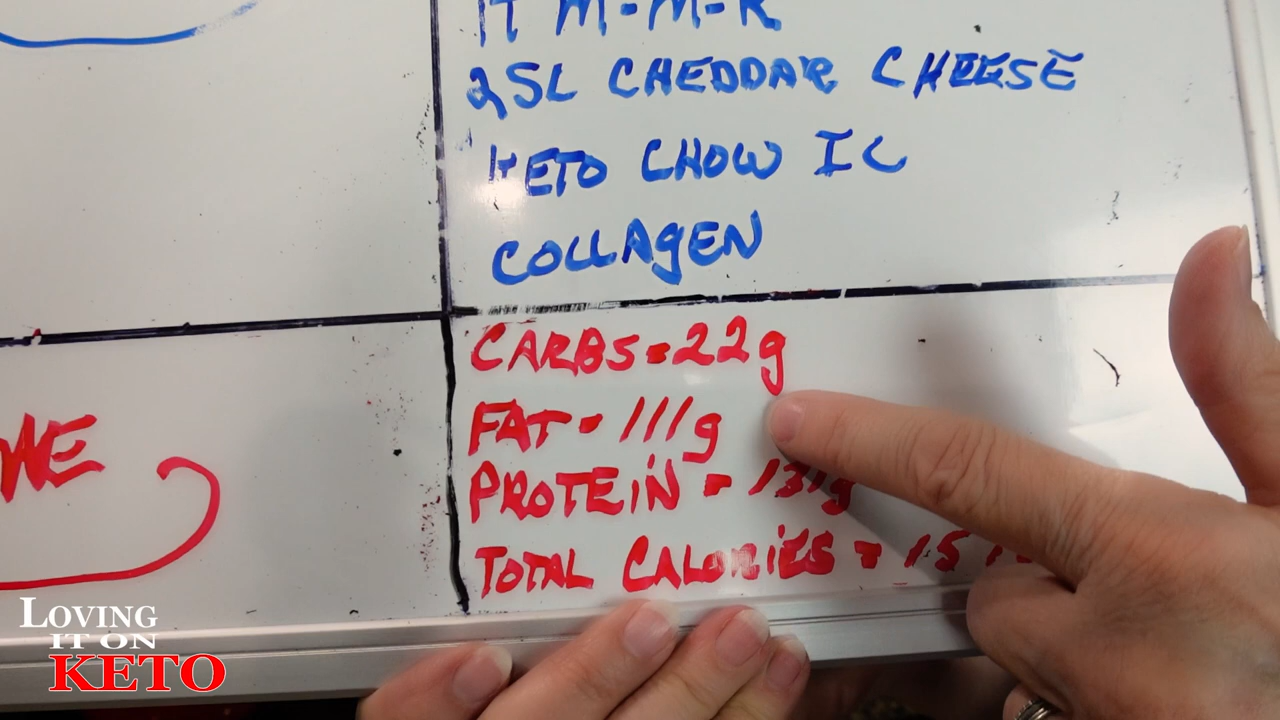 2SL CHEDDAR CHEESE
KETO CHOW IC
COLLAGEN
CARBS=22g
FAT-111g
PROTEIN - 131g
TOTAL CALORIES =
LOVING
IT ON
KETO